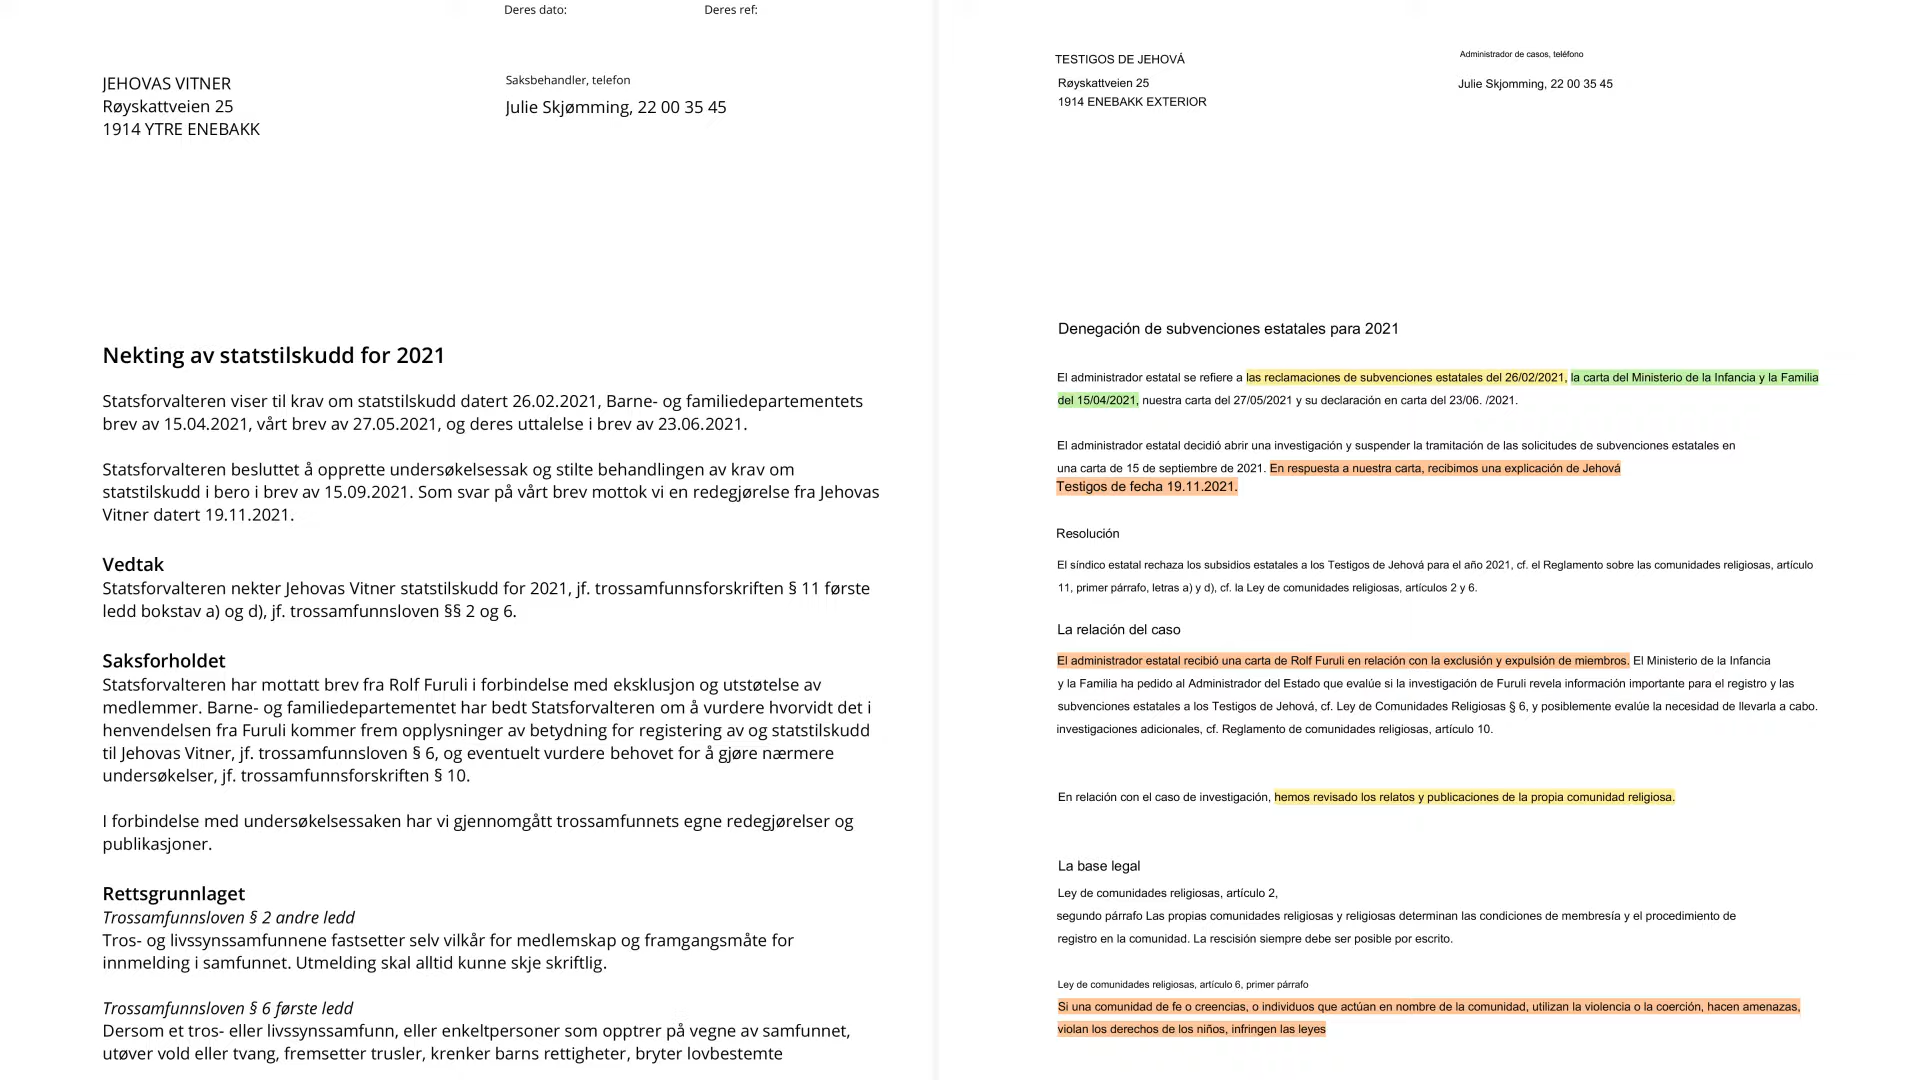 Deres dato:
Deres ref:
JEHOVAS VITNER
Røyskattveien 25
1914 YTRE ENEBAKK
Saksbehandler, telefon
Julie Skjømming, 22 00 35 45
Nekting av statstilskudd for 2021
Statsforvalteren viser til krav om statstilskudd datert 26.02.2021, Barne- og familiedepartementets
brev av 15.04.2021, vårt brev av 27.05.2021, og deres uttalelse i brev av 23.06.2021.
Statsforvalteren besluttet å opprette undersøkelsessak og stilte behandlingen av krav om
statstilskudd i bero i brev av 15.09.2021. Som svar på vårt brev mottok vi en redegjørelse fra Jehovas
Vitner datert 19.11.2021.
Vedtak
Statsforvalteren nekter Jehovas Vitner statstilskudd for 2021, jf. trossamfunnsforskriften § 11 første
ledd bokstav a) og d), jf. trossamfunnsloven §§ 2 og 6.
Saksforholdet
Statsforvalteren har mottatt brev fra Rolf Furuli i forbindelse med eksklusjon og utstøtelse av
medlemmer. Barne- og familiedepartementet har bedt Statsforvalteren om å vurdere hvorvidt det i
henvendelsen fra Furuli kommer frem opplysninger av betydning for registering av og statstilskudd
til Jehovas Vitner, jf. trossamfunnsloven § 6, og eventuelt vurdere behovet for å gjøre nærmere
undersøkelser, jf. trossamfunnsforskriften § 10.
I forbindelse med undersøkelsessaken har vi gjennomgått trossamfunnets egne redegjørelser og
publikasjoner.
Rettsgrunnlaget
Trossamfunnsloven § 2 andre ledd
Tros- og livssynssamfunnene fastsetter selv vilkår for medlemskap og framgangsmåte for
innmelding i samfunnet. Utmelding skal alltid kunne skje skriftlig.
Trossamfunnsloven § 6 første ledd
Dersom et tros- eller livssynssamfunn, eller enkeltpersoner som opptrer på vegne av samfunnet,
utøver vold eller tvang, fremsetter trusler, krenker barns rettigheter, bryter lovbestemte
TESTIGOS DE JEHOVÁ
Røyskattveien 25
1914 ENEBAKK EXTERIOR
Administrador de casos, teléfono
Julie Skjomming, 22 00 35 45
Denegación de subvenciones estatales para 2021
El administrador estatal se refiere a las reclamaciones de subvenciones estatales del 26/02/2021, la carta del Ministerio de la Infancia y la Familia
del 15/04/2021, nuestra carta del 27/05/2021 y su declaración en carta del 23/06. /2021.
El administrador estatal decidió abrir una investigación y suspender la tramitación de las solicitudes de subvenciones estatales en
una carta de 15 de septiembre de 2021. En respuesta a nuestra carta, recibimos una explicación de Jehová
Testigos de fecha 19.11.2021.
Resolución
El síndico estatal rechaza los subsidios estatales a los Testigos de Jehová para el año 2021, cf. el Reglamento sobre las comunidades religiosas, artículo
11, primer párrafo, letras a) y d), cf. la Ley de comunidades religiosas, artículos 2 y 6.
La relación del caso
El administrador estatal recibió una carta de Rolf Furuli en relación con la exclusión y expulsión de miembros. El Ministerio de la Infancia
y la Familia ha pedido al Administrador del Estado que evalúe si la investigación de Furuli revela información importante para el registro y las
subvenciones estatales a los Testigos de Jehová, cf. Ley de Comunidades Religiosas § 6, y posiblemente evalúe la necesidad de llevarla a cabo.
investigaciones adicionales, cf. Reglamento de comunidades religiosas, artículo 10.
En relación con el caso de investigación, hemos revisado los relatos y publicaciones de la propia comunidad religiosa.
La base legal
Ley de comunidades religiosas, artículo 2,
segundo párrafo Las propias comunidades religiosas y religiosas determinan las condiciones de membresía y el procedimiento de
registro en la comunidad. La rescisión siempre debe ser posible por escrito.
Ley de comunidades religiosas, artículo 6, primer párrafo
Si una comunidad de fe o creencias, o individuos que actúan en nombre de la comunidad, utilizan la violencia o la coerción, hacen amenazas,
violan los derechos de los niños, infringen las leyes